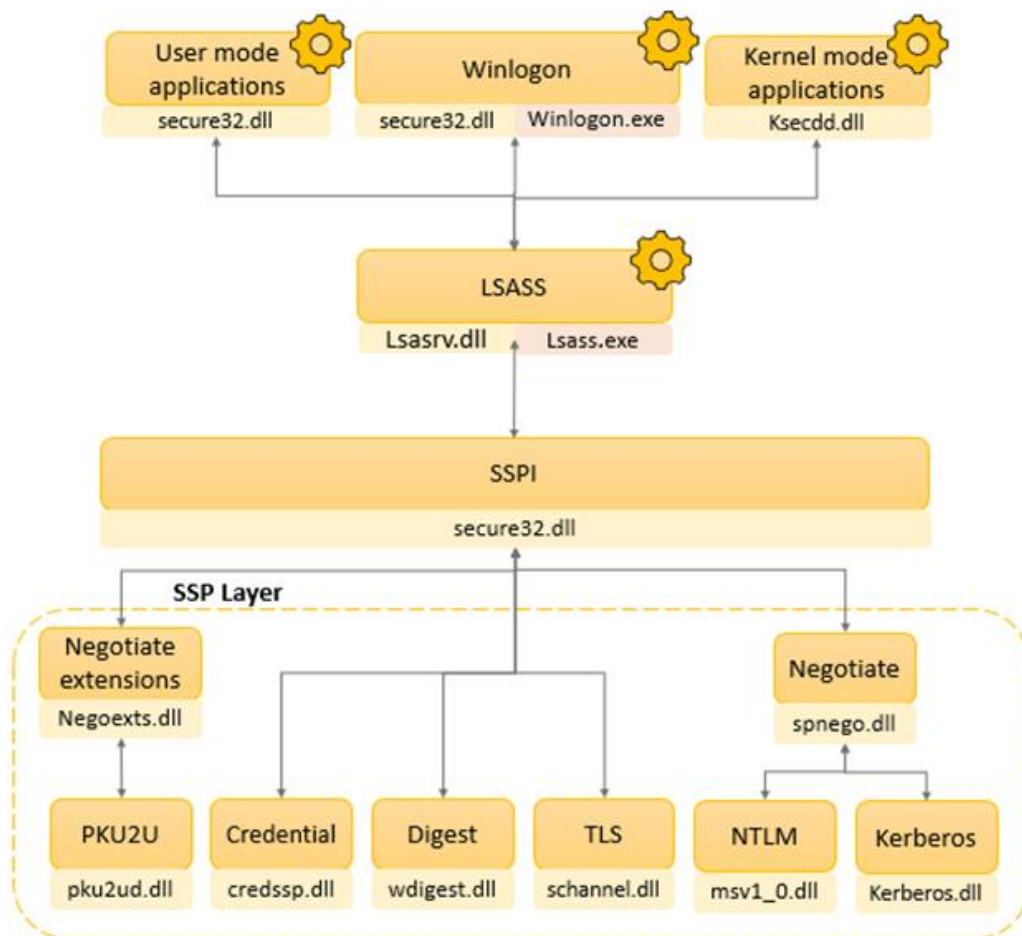 User mode
applications
secure32.dll
Winlogon
secure32.dll
Winlogon.exe
Kernel mode
applications
Ksecdd.dll
LSASS
Lsasrv.dll
Lsass.exe
SSPI
secure32.dll
SSP Layer
Negotiate
extensions
Negoexts.dll
Negotiate
spnego.dll
PKU2U
pku2ud.dll
Credential
credssp.dll
Digest
wdigest.dll
TLS
schannel.dll
NTLM
msv1_0.dll
Kerberos
Kerberos.dll